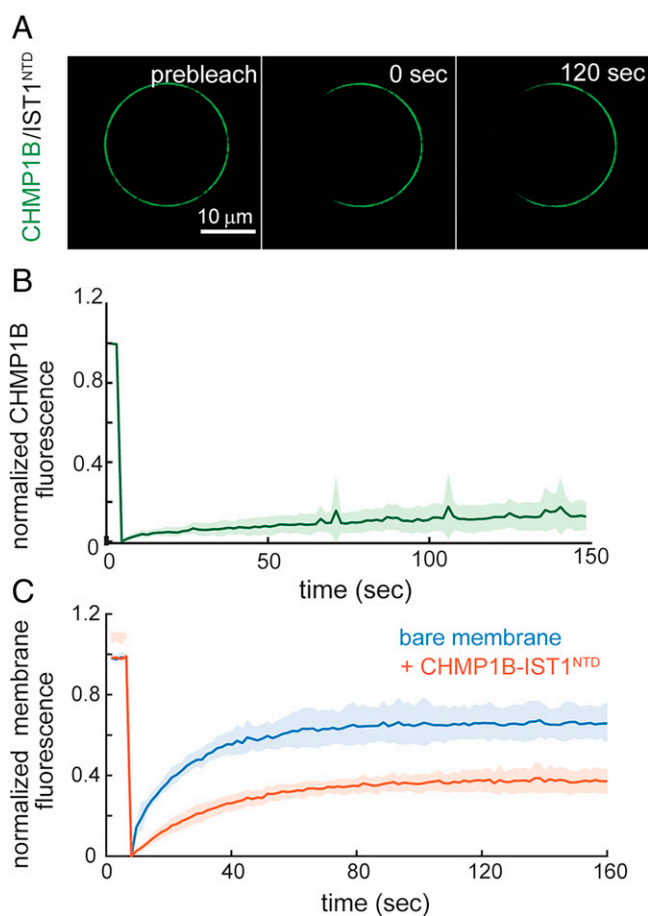 A
CHMP1B/IST1ᴺᵀᴰ
prebleach
0 sec
120 sec
10 μm
B
normalized CHMP1B
fluorescence
1.2
0.8
0.4
0
0
50
100
150
time (sec)
C
normalized membrane
fluorescence
1.2
0.8
0.4
0
bare membrane
+ CHMP1B-IST1ᴺᵀᴰ
0
40
80
120
160
time (sec)